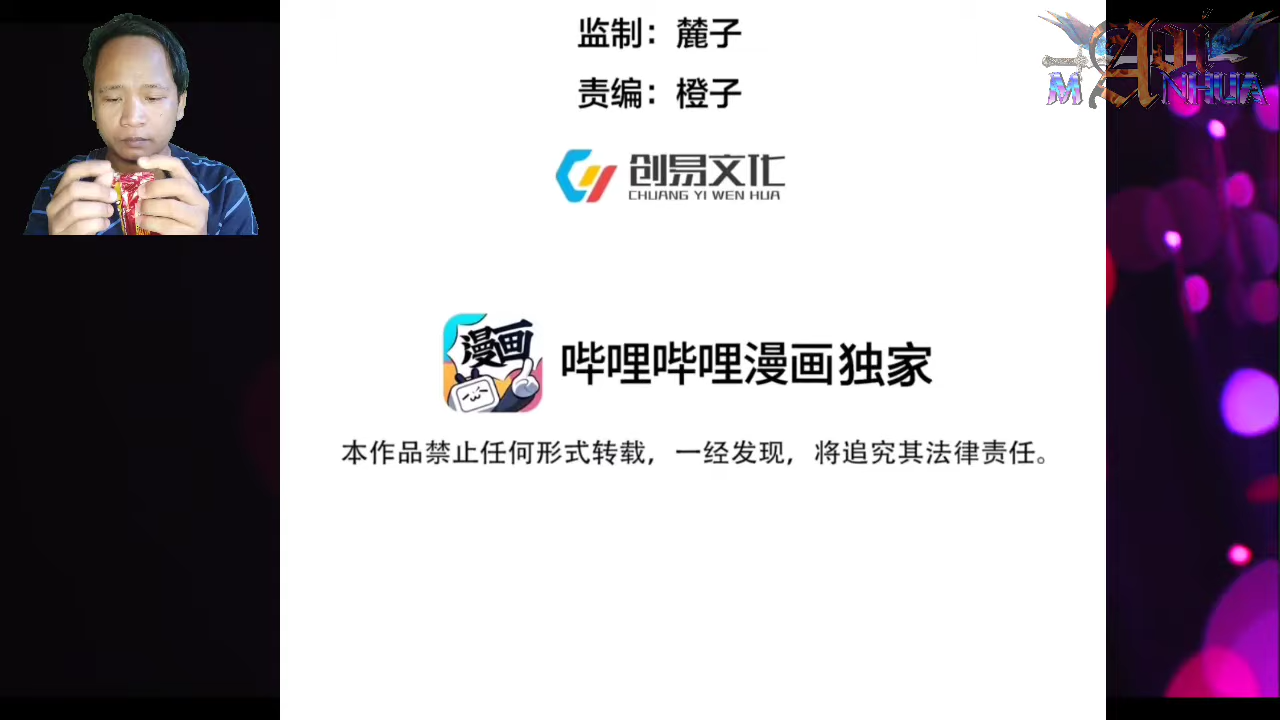 监制：麓子
责编：橙子
创易文化
CHUANG YI WEN HUA
漫画
哔哩哔哩漫画独家
本作品禁止任何形式转载，一经发现，将追究其法律责任。
Api
MANHUA